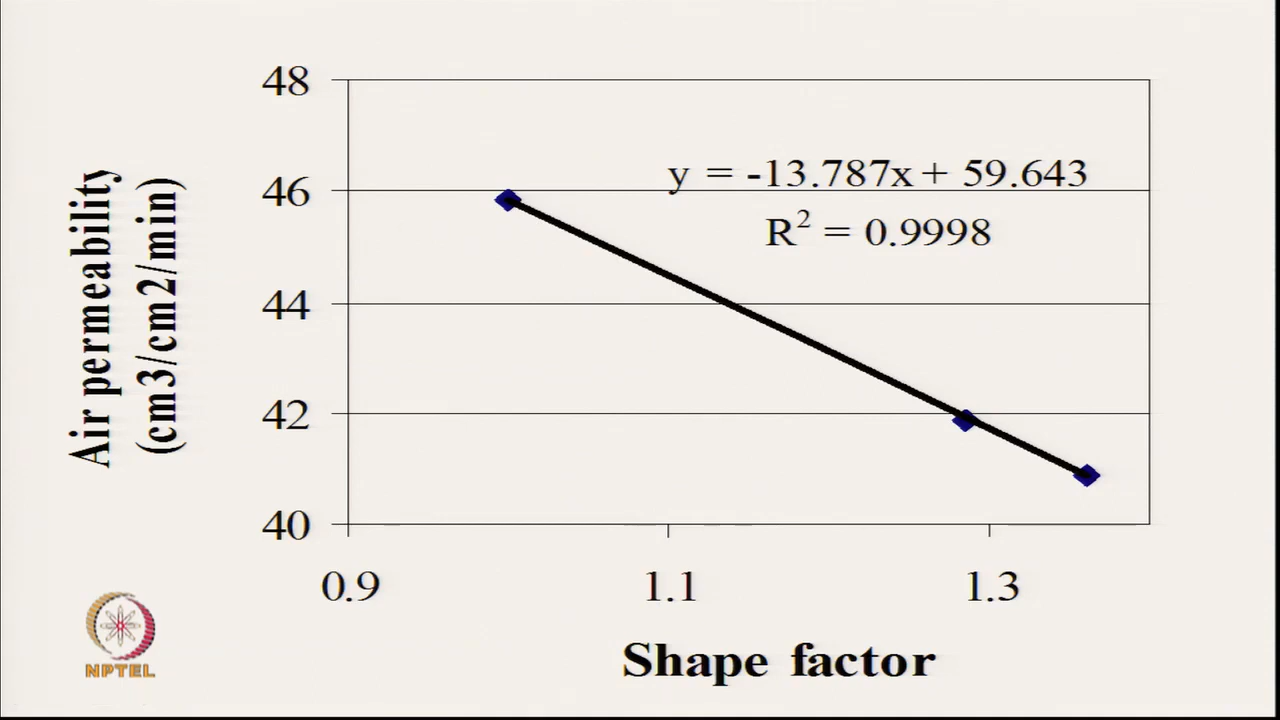 48
46
44
42
40
Air permeability
(cm3/cm2/min)
y = -13.787x + 59.643
R² = 0.9998
0.9 1.1 1.3
Shape factor
NPTEL